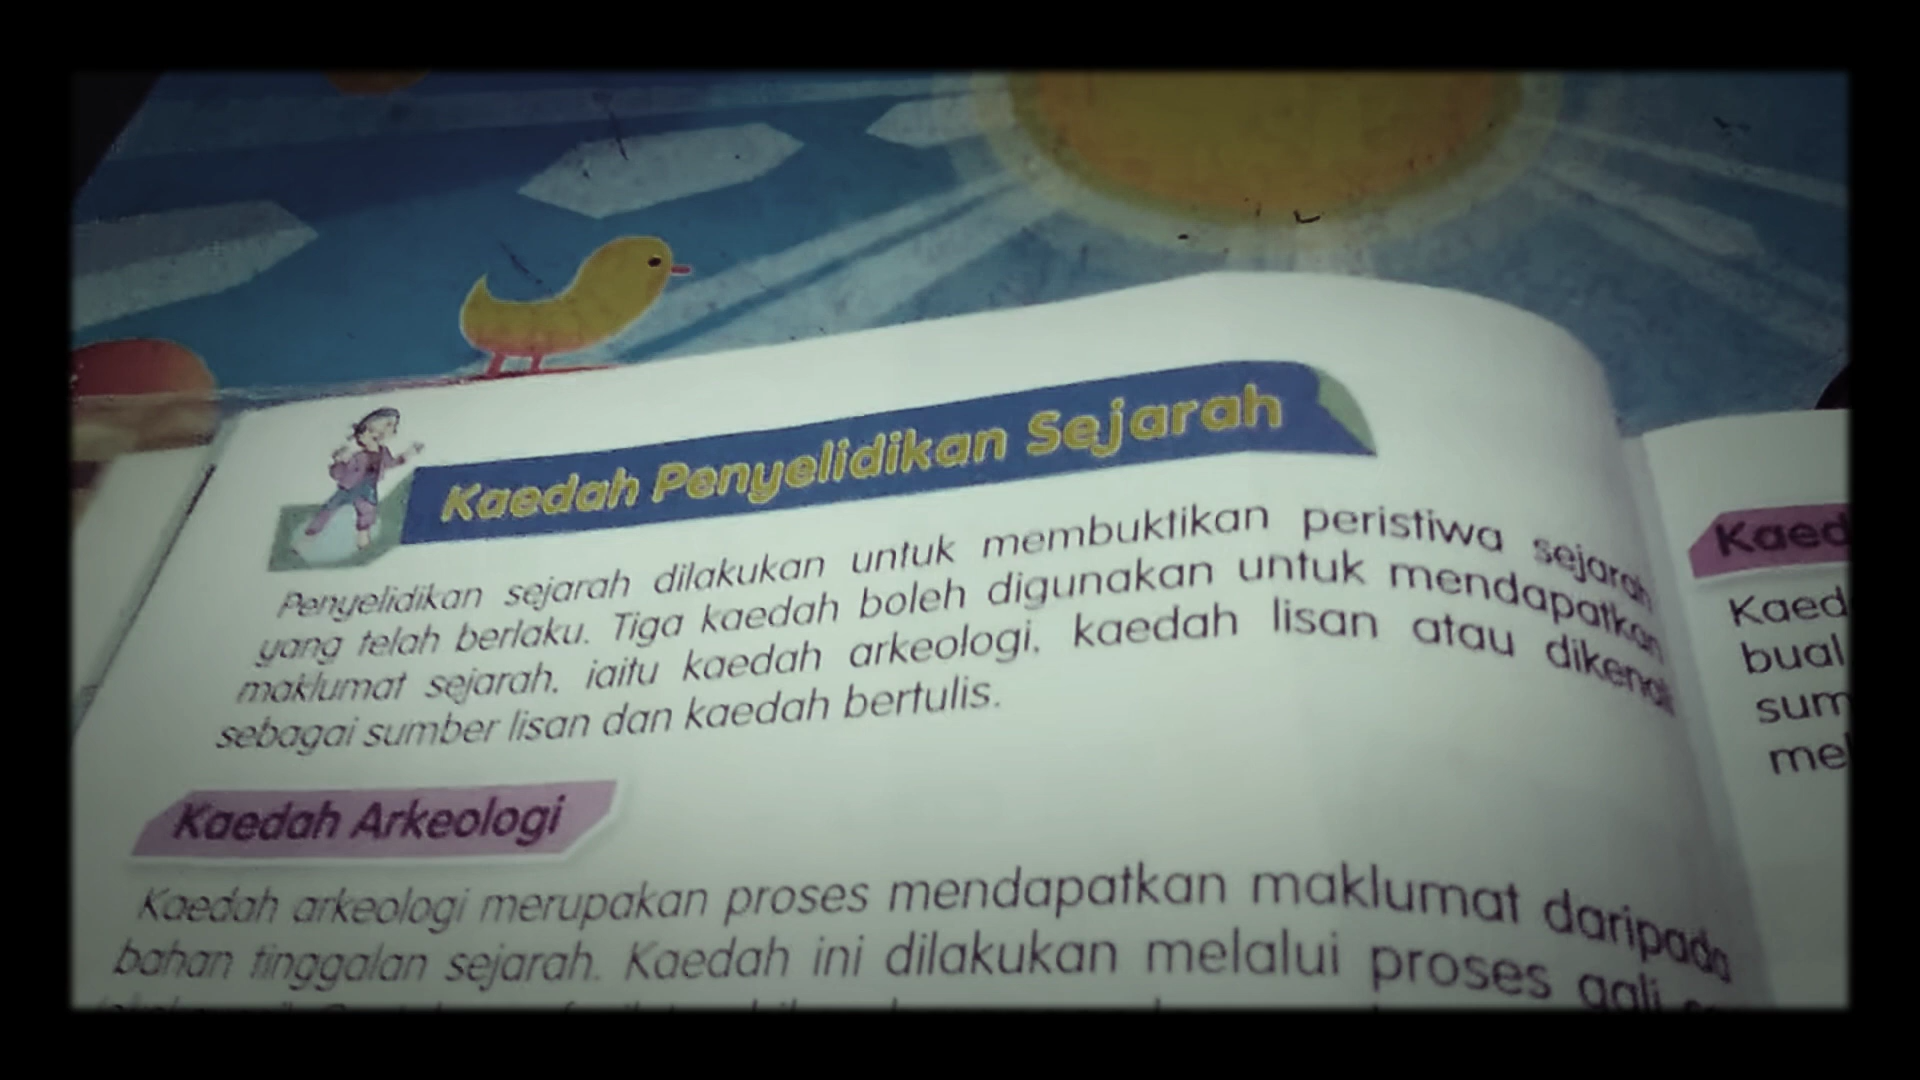 Kaedah Penyelidikan Sejarah
Penyelidikan sejarah dilakukan untuk membuktikan peristiwa sejarah
yang telah berlaku. Tiga kaedah boleh digunakan untuk mendapatkan
maklumat sejarah, iaitu kaedah arkeologi, kaedah lisan atau dikenali
sebagai sumber lisan dan kaedah bertulis.
Kaedah Arkeologi
Kaedah arkeologi merupakan proses mendapatkan maklumat daripada
bahan tinggalan sejarah. Kaedah ini dilakukan melalui proses gali
Kaed
Kaed
bual
sum
mel